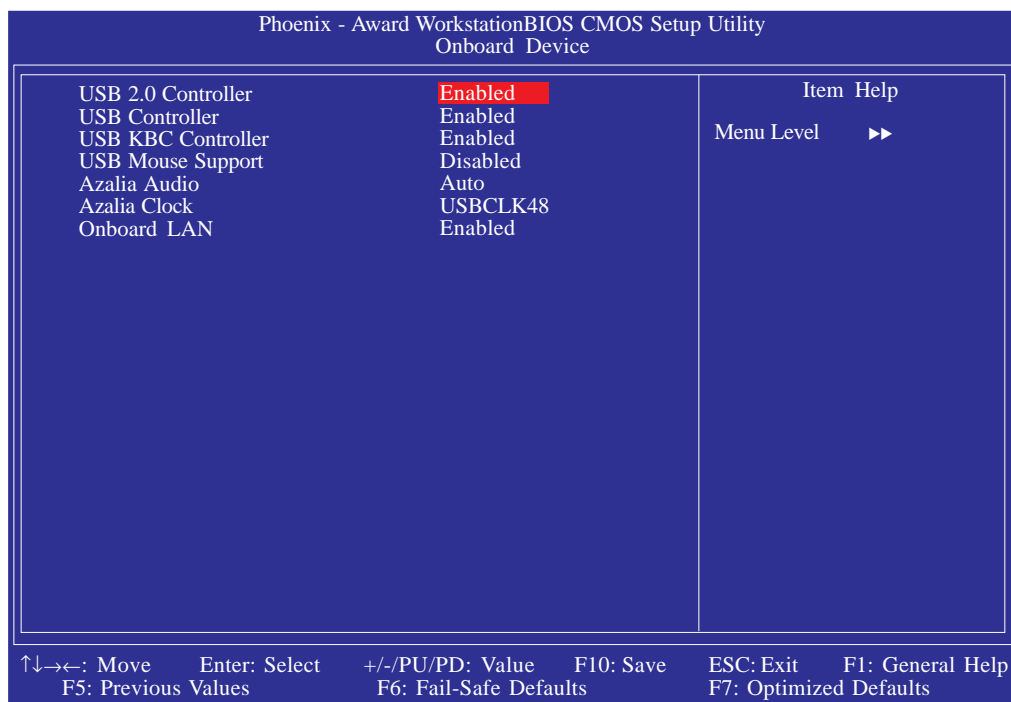 Phoenix - Award WorkstationBIOS CMOS Setup Utility
Onboard Device
USB 2.0 Controller Enabled
USB Controller Enabled
USB KBC Controller Enabled
USB Mouse Support Disabled
Azalia Audio Auto
Azalia Clock USBCLK48
Onboard LAN Enabled
Item Help
Menu Level ▶▶
↑↓→←: Move Enter: Select +/-/PU/PD: Value F10: Save ESC: Exit F1: General Help
F5: Previous Values F6: Fail-Safe Defaults F7: Optimized Defaults